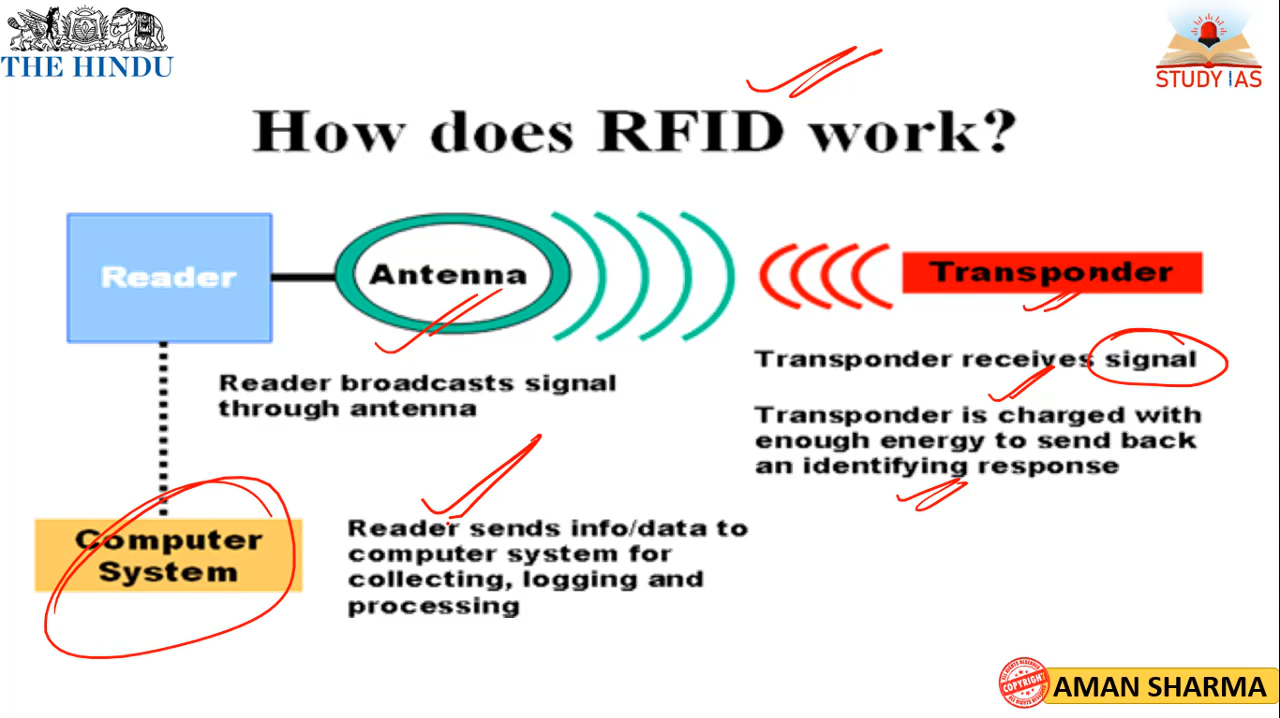 THE HINDU
STUDY IAS
How does RFID work?
Reader
Antenna
Transponder
Reader broadcasts signal
through antenna
Transponder receives signal
Transponder is charged with
enough energy to send back
an identifying response
Computer
System
Reader sends info/data to
computer system for
collecting, logging and
processing
COPYRIGHT
AMAN SHARMA